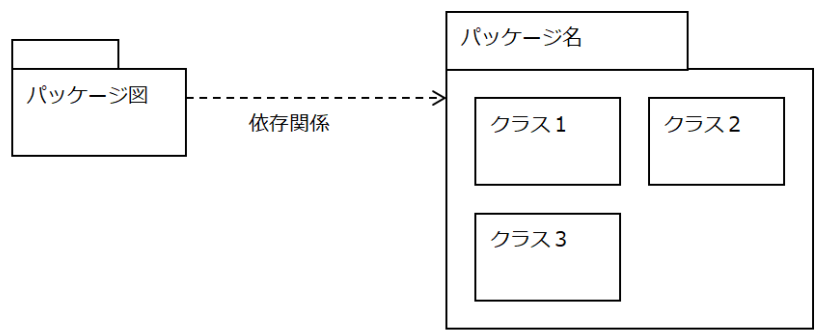 パッケージ名
パッケージ図
依存関係
クラス１
クラス２
クラス３